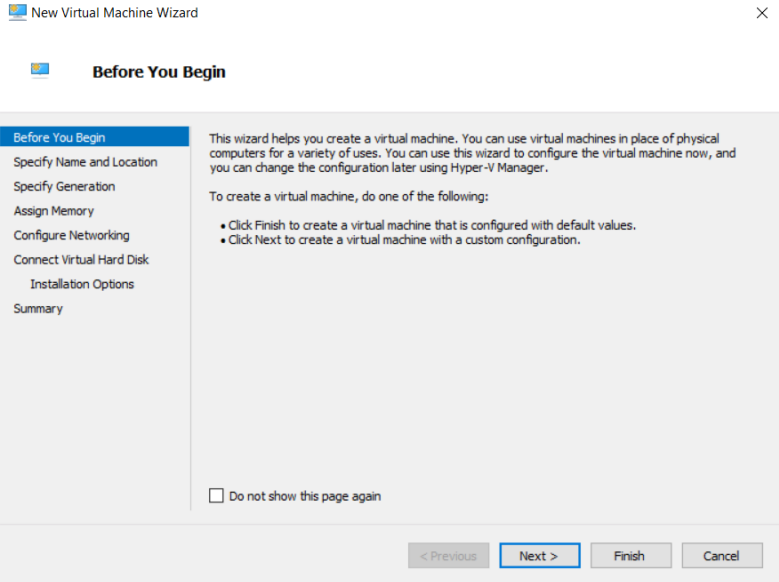 New Virtual Machine Wizard
Before You Begin
Before You Begin
Specify Name and Location
Specify Generation
Assign Memory
Configure Networking
Connect Virtual Hard Disk
Installation Options
Summary
This wizard helps you create a virtual machine. You can use virtual machines in place of physical
computers for a variety of uses. You can use this wizard to configure the virtual machine now, and
you can change the configuration later using Hyper-V Manager.
To create a virtual machine, do one of the following:
• Click Finish to create a virtual machine that is configured with default values.
• Click Next to create a virtual machine with a custom configuration.
Do not show this page again
< Previous Next > Finish Cancel